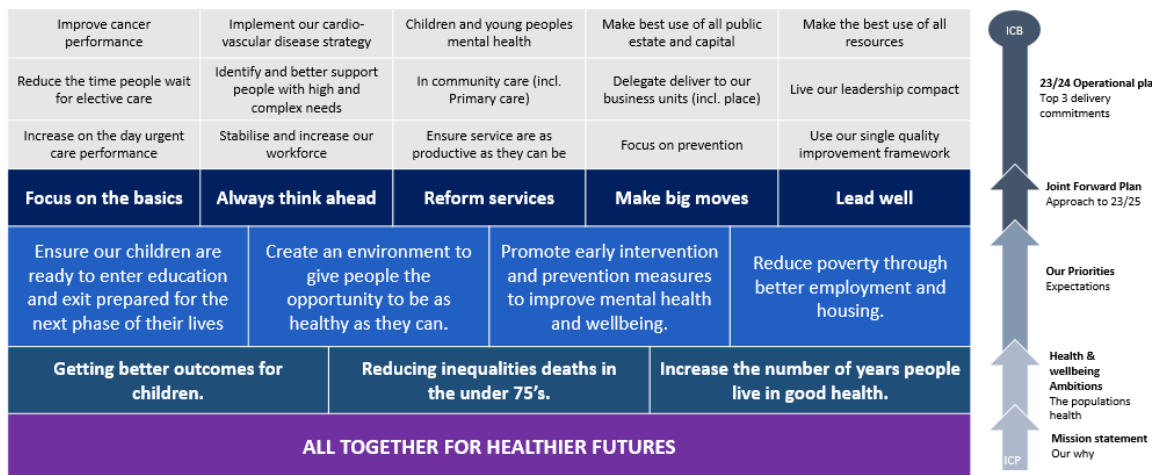 Improve cancer
performance
Implement our cardio-
vascular disease strategy
Children and young peoples
mental health
Make best use of all public
estate and capital
Make the best use of all
resources
Reduce the time people wait
for elective care
Identify and better support
people with high and
complex needs
In community care (incl.
Primary care)
Delegate deliver to our
business units (incl. place)
Live our leadership compact
Increase on the day urgent
care performance
Stabilise and increase our
workforce
Ensure service are as
productive as they can be
Focus on prevention
Use our single quality
improvement framework
Focus on the basics
Always think ahead
Reform services
Make big moves
Lead well
Ensure our children are
ready to enter education
and exit prepared for the
next phase of their lives
Create an environment to
give people the
opportunity to be as
healthy as they can.
Promote early intervention
and prevention measures
to improve mental health
and wellbeing.
Reduce poverty through
better employment and
housing.
Getting better outcomes for
children.
Reducing inequalities deaths in
the under 75's.
Increase the number of years people
live in good health.
ALL TOGETHER FOR HEALTHIER FUTURES
ICB
23/24 Operational pla
Top 3 delivery
commitments
Joint Forward Plan
Approach to 23/25
Our Priorities
Expectations
Health &
wellbeing
Ambitions
The populations
health
Mission statement
Our why
ICP